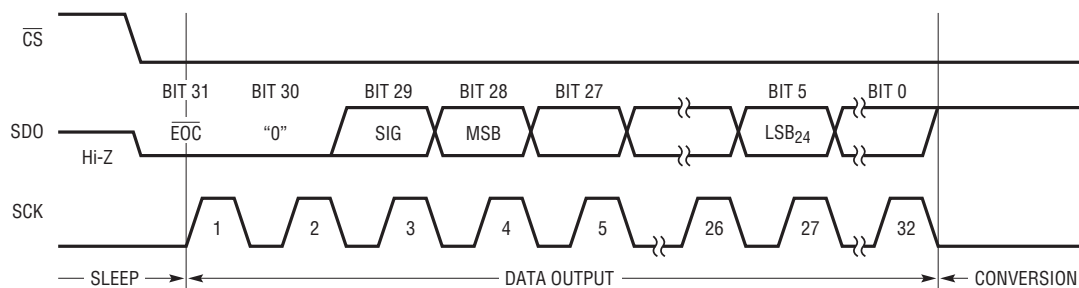 CS
BIT 31 BIT 30 BIT 29 BIT 28 BIT 27 BIT 5 BIT 0
SDO EOC “0” SIG MSB LSB24
Hi-Z
SCK 1 2 3 4 5 26 27 32
SLEEP DATA OUTPUT CONVERSION